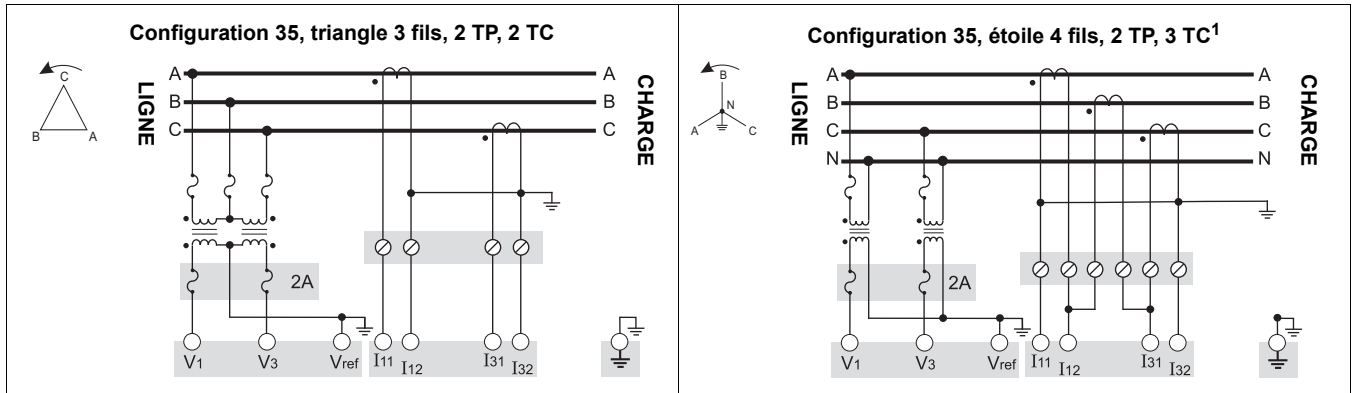 Configuration 35, triangle 3 fils, 2 TP, 2 TC
C
B
A
LIGNE
A
B
C
A
B
C
CHARGE
2A
V1
V3
Vref
I11
I12
I31
I32
Configuration 35, étoile 4 fils, 2 TP, 3 TC1
B
N
A
C
LIGNE
A
B
C
N
A
B
C
N
CHARGE
2A
V1
V3
Vref
I11
I12
I31
I32